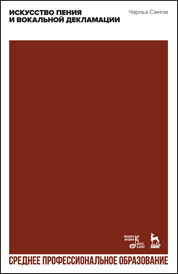 Чарльз Сэнтли
ИСКУССТВО ПЕНИЯ
И ВОКАЛЬНОЙ ДЕКЛАМАЦИИ
СРЕДНЕЕ ПРОФЕССИОНАЛЬНОЕ ОБРАЗОВАНИЕ